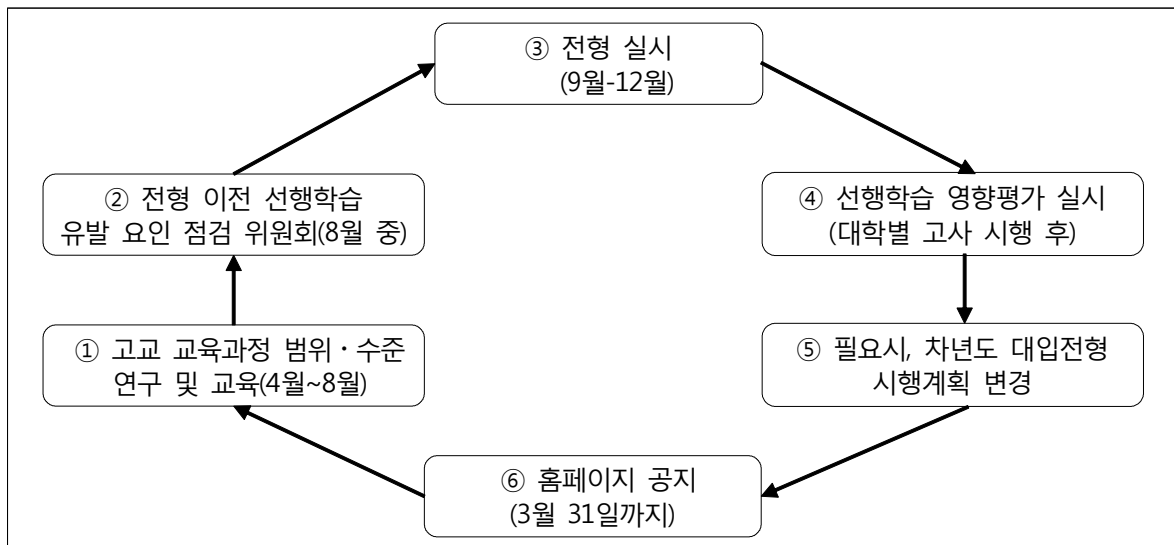 ③ 전형 실시
(9월-12월)
② 전형 이전 선행학습
유발 요인 점검 위원회(8월 중)
④ 선행학습 영향평가 실시
(대학별 고사 시행 후)
① 고교 교육과정 범위・수준
연구 및 교육(4월~8월)
⑤ 필요시, 차년도 대입전형
시행계획 변경
⑥ 홈페이지 공지
(3월 31일까지)